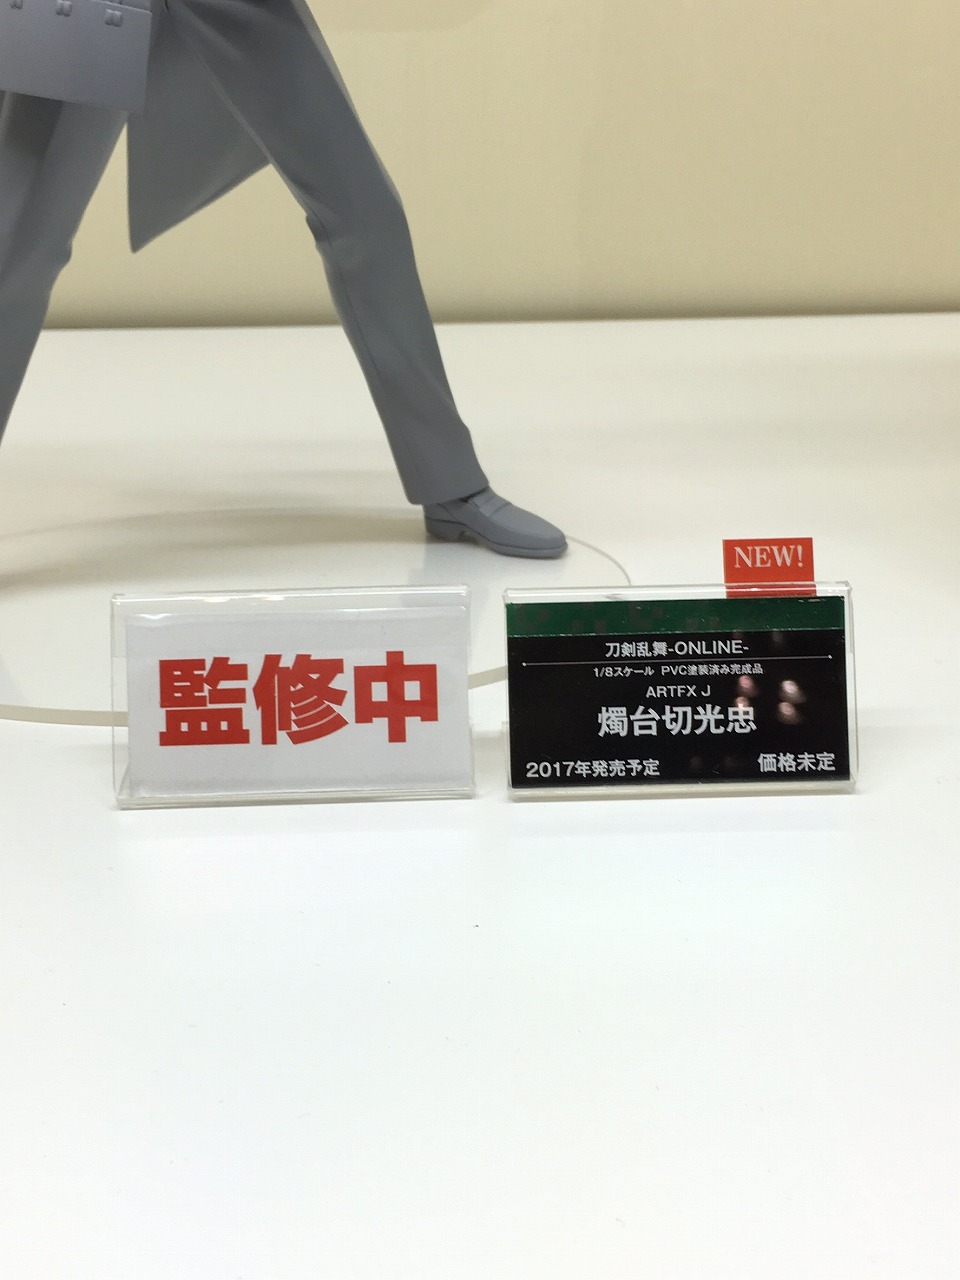 監修中
NEW!
刀剣乱舞-ONLINE-
1/8スケール PVC塗装済み完成品
ARTFX J
燭台切光忠
2017年発売予定
価格未定